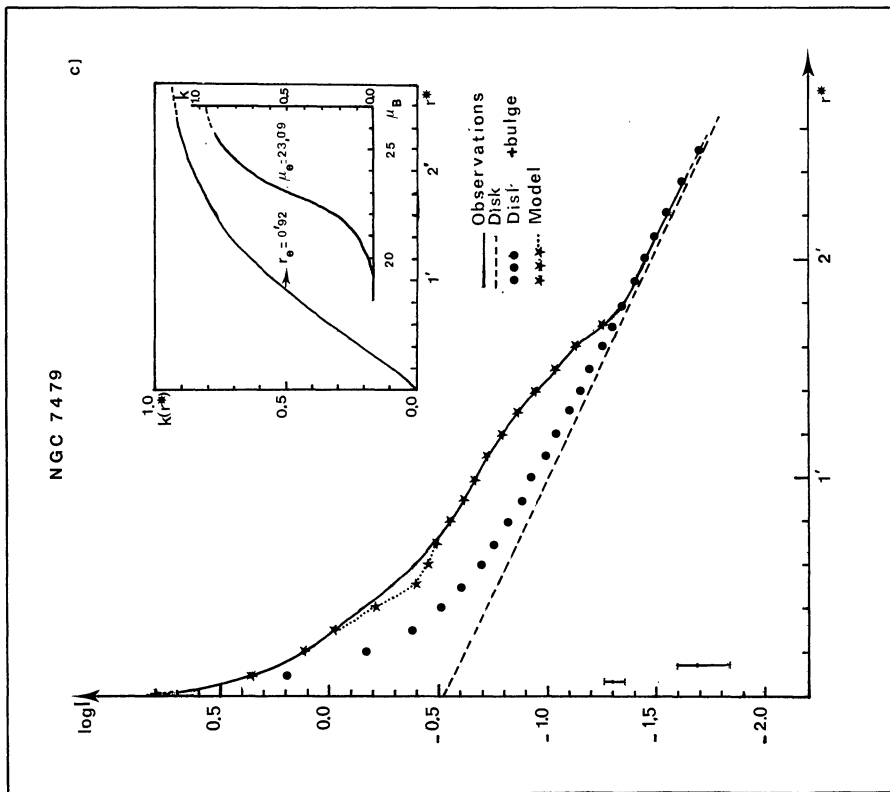 NGC 7479
c)
1.0
k(r*)
0.5
0.0
1'
2'
r*
rₑ = 0'.92
k
1.0
0.5
0.0
20
25
μ_B
μₑ = 23,09
Observations
Disk
Disl' +bulge
Model
log I
0.5
0.0
- 0.5
- 1.0
- 1.5
- 2.0
1'
2'
r*